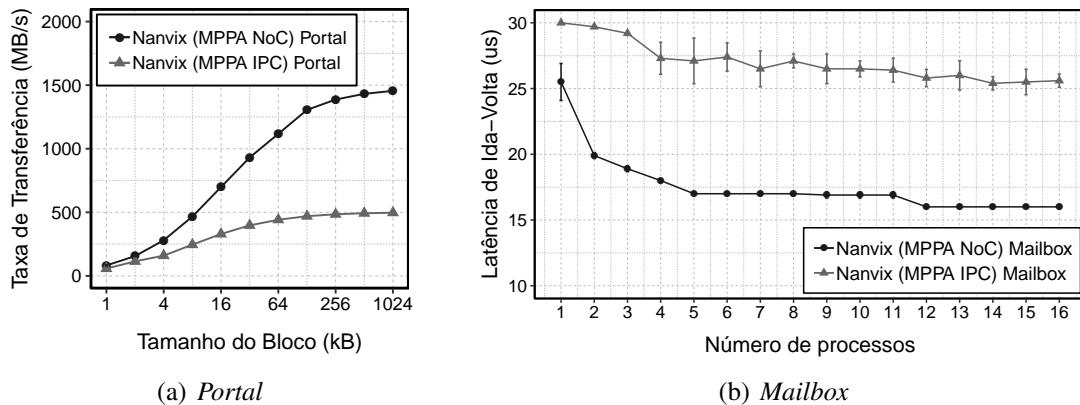 Taxa de Transferência (MB/s)
2000
1500
1000
500
0
Nanvix (MPPA NoC) Portal
Nanvix (MPPA IPC) Portal
1 4 16 64 256 1024
Tamanho do Bloco (kB)
(a) Portal
Latência de Ida−Volta (us)
30
25
20
15
10
Nanvix (MPPA NoC) Mailbox
Nanvix (MPPA IPC) Mailbox
1 2 3 4 5 6 7 8 9 10 11 12 13 14 15 16
Número de processos
(b) Mailbox